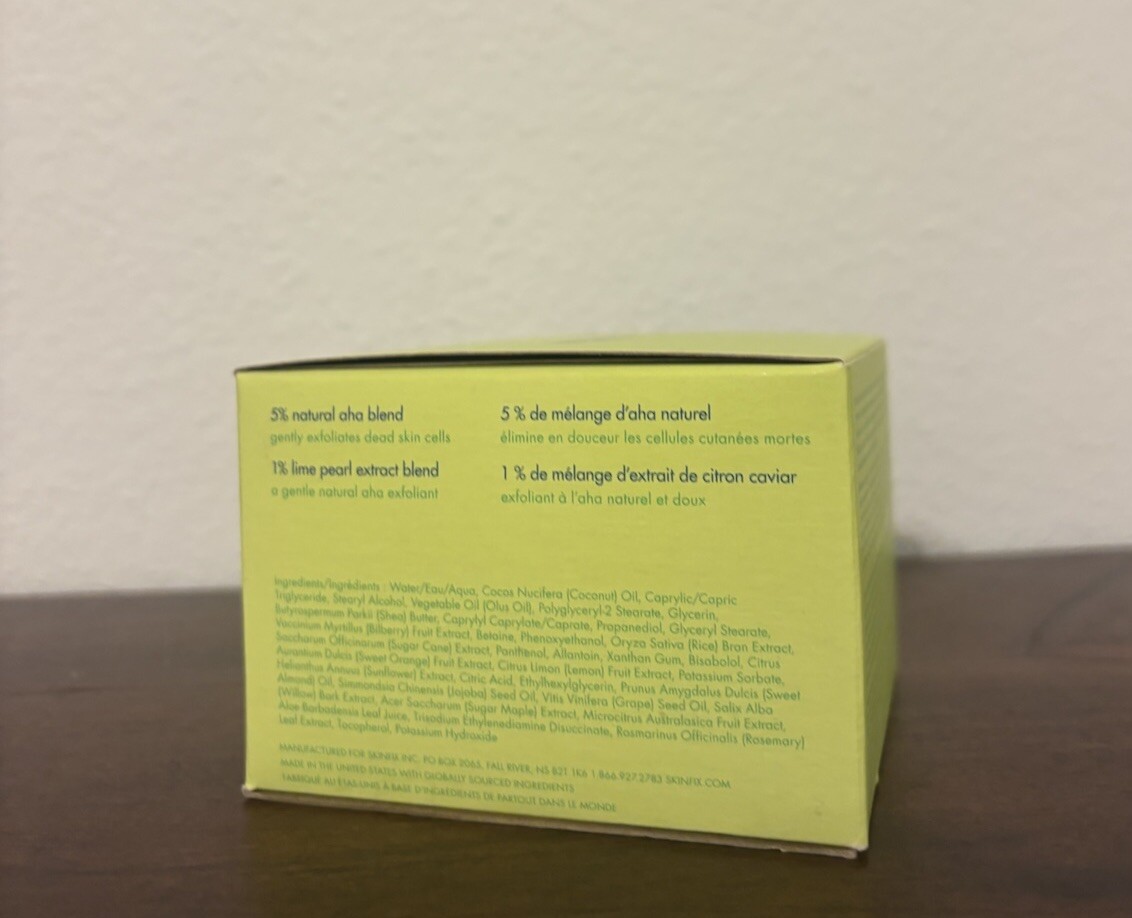 5% natural aha blend
gently exfoliates dead skin cells
1% lime pearl extract blend
a gentle natural aha exfoliant
5 % de mélange d'aha naturel
élimine en douceur les cellules cutanées mortes
1 % de mélange d'extrait de citron caviar
exfoliant à l'aha naturel et doux
Ingredients/Ingrédients : Water/Eau/Aqua, Cocos Nucifera (Coconut) Oil, Caprylic/Capric
Triglyceride, Stearyl Alcohol, Vegetable Oil (Olus Oil), Polyglyceryl-2 Stearate, Glycerin,
Butyrospermum Parkii (Shea) Butter, Caprylyl Caprylate/Caprate, Propanediol, Glyceryl Stearate,
Vaccinium Myrtillus (Bilberry) Fruit Extract, Betaine, Phenoxyethanol, Oryza Sativa (Rice) Bran Extract,
Saccharum Officinarum (Sugar Cane) Extract, Panthenol, Allantoin, Xanthan Gum, Bisabolol, Citrus
Aurantium Dulcis (Sweet Orange) Fruit Extract, Citrus Limon (Lemon) Fruit Extract, Potassium Sorbate,
Helianthus Annuus (Sunflower) Extract, Citric Acid, Ethylhexylglycerin, Prunus Amygdalus Dulcis (Sweet
Almond) Oil, Simmondsia Chinensis (Jojoba) Seed Oil, Vitis Vinifera (Grape) Seed Oil, Salix Alba
(Willow) Bark Extract, Acer Saccharum (Sugar Maple) Extract, Microcitrus Australasica Fruit Extract,
Aloe Barbadensis Leaf Juice, Trisodium Ethylenediamine Disuccinate, Rosmarinus Officinalis (Rosemary)
Leaf Extract, Tocopherol, Potassium Hydroxide
MANUFACTURED FOR SKINFIX INC. PO BOX 2065, FALL RIVER, NS B2T 1K6 1.866.927.2783 SKINFIX.COM
MADE IN THE UNITED STATES WITH GLOBALLY SOURCED INGREDIENTS
FABRIQUÉ AU ÉTAS-UNIS À BASE D'INGRÉDIENTS DE PARTOUT DANS LE MONDE